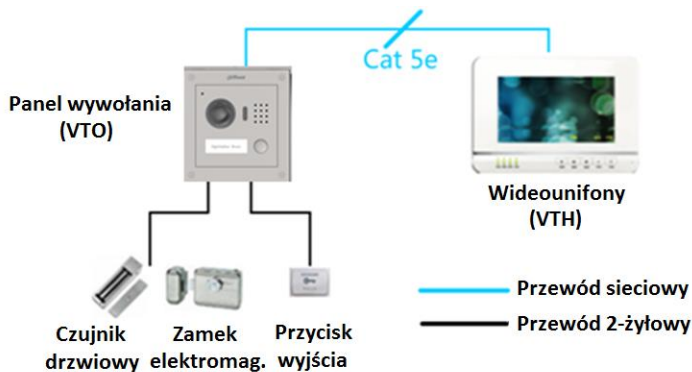 Cat 5e
Panel wywołania
(VTO)
Wideounifony
(VTH)
Czujnik
drzwiowy
Zamek
elektromag.
Przycisk
wyjścia
Przewód sieciowy
Przewód 2-żyłowy